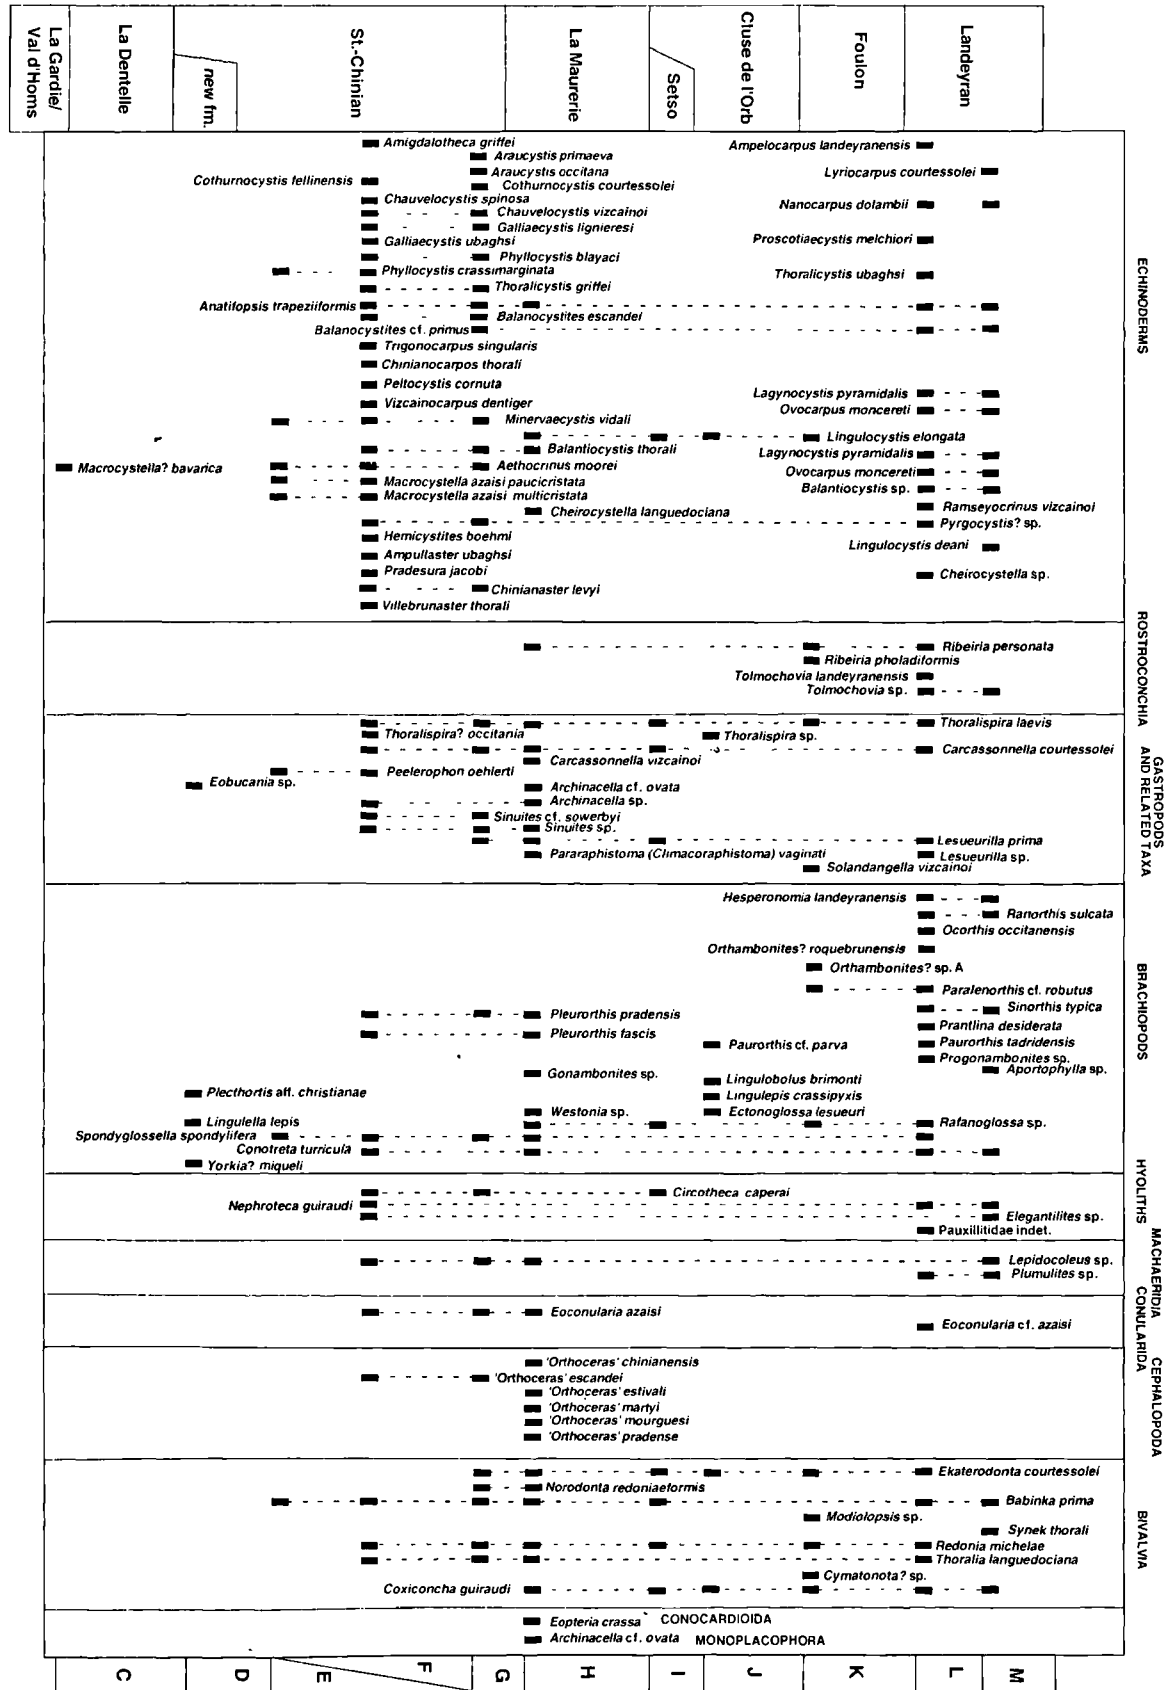 La Gardie/
Val d'Homs
La Dentelle
new fm.
St.-Chinian
La Maurerie
Setso
Cluse de l'Orb
Foulon
Landeyran
ECHINODERMS
Amigdalotheca griffei
Ampelocarpus landeyranensis
Araucystis primaeva
Araucystis occitana
Lyriocarpus courtessolei
Cothurnocystis fellinensis
Cothurnocystis courtessolei
Chauvelocystis spinosa
Nanocarpus dolambii
Chauvelocystis vizcainoi
Galliaecystis lignieresi
Galliaecystis ubaghsi
Proscotiaecystis melchiori
Phyllocystis blayaci
Phyllocystis crassimarginata
Thoralicystis ubaghsi
Thoralicystis griffei
Anatifopsis trapeziiformis
Balanocystites escandei
Balanocystites cf. primus
Trigonocarpus singularis
Chinianocarpos thorali
Peltocystis cornuta
Lagynocystis pyramidalis
Vizcainocarpus dentiger
Ovocarpus moncereti
Minervaecystis vidali
Lingulocystis elongata
Balantiocystis thorali
Lagynocystis pyramidalis
Macrocystella? bavarica
Aethocrinus moorei
Ovocarpus moncereti
Macrocystella azaisi paucicristata
Balantiocystis sp.
Macrocystella azaisi multicristata
Ramseyocrinus vizcainoi
Cheirocystella languedociana
Pyrgocystis? sp.
Hemicystites boehmi
Lingulocystis deani
Ampullaster ubaghsi
Pradesura jacobi
Cheirocystella sp.
Chinianaster levyi
Villebrunaster thorali
ROSTROCONCHIA
Ribeiria personata
Ribeiria pholadiformis
Tolmochovia landeyranensis
Tolmochovia sp.
GASTROPODS
AND RELATED TAXA
Thoralispira laevis
Thoralispira? occitania
Thoralispira sp.
Carcassonnella courtessolei
Carcassonnella vizcainoi
Peelerophon oehlerti
Eobucania sp.
Archinacella cf. ovata
Archinacella sp.
Sinuites cf. sowerbyi
Sinuites sp.
Lesueurilla prima
Pararaphistoma (Climacoraphistoma) vaginati
Lesueurilla sp.
Solandangella vizcainoi
BRACHIOPODS
Hesperonomia landeyranensis
Ranorthis sulcata
Ocorthis occitanensis
Orthambonites? roquebrunensis
Orthambonites? sp. A
Paralenorthis cf. robutus
Sinorthis typica
Pleurorthis pradensis
Prantlina desiderata
Pleurorthis fascis
Paurorthis cf. parva
Paurorthis tadridensis
Progonambonites sp.
Aportophylla sp.
Gonambonites sp.
Lingulobolus brimonti
Plecthortis aff. christianae
Lingulepis crassipyxis
Westonia sp.
Ectonoglossa lesueuri
Lingulella lepis
Rafanoglossa sp.
Spondyglossella spondylifera
Conotreta turricula
Yorkia? miqueli
HYOLITHS
Circotheca caperai
Nephroteca guiraudi
Elegantilites sp.
Pauxillitidae indet.
MACHAERIDIA
Lepidocoleus sp.
Plumulites sp.
CONULARIDA
Eoconularia azaisi
Eoconularia cf. azaisi
CEPHALOPODA
'Orthoceras' chinianensis
'Orthoceras' escandei
'Orthoceras' estivali
'Orthoceras' martyi
'Orthoceras' mourguesi
'Orthoceras' pradense
BIVALVIA
Ekaterodonta courtessolei
Norodonta redoniaeformis
Babinka prima
Modiolopsis sp.
Synek thorali
Redonia michelae
Thoralia languedociana
Cymatonota? sp.
Coxiconcha guiraudi
Eopteria crassa CONOCARDIOIDA
Archinacella cf. ovata MONOPLACOPHORA
C
D
E
F
G
H
I
J
K
L
M